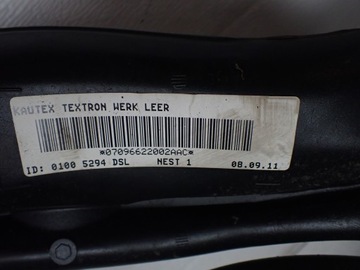 KAUTEX TEXTRON WERK LEER
*07096622002AAC*
ID: 0100 5294 DSL NEST 1 08.09.11